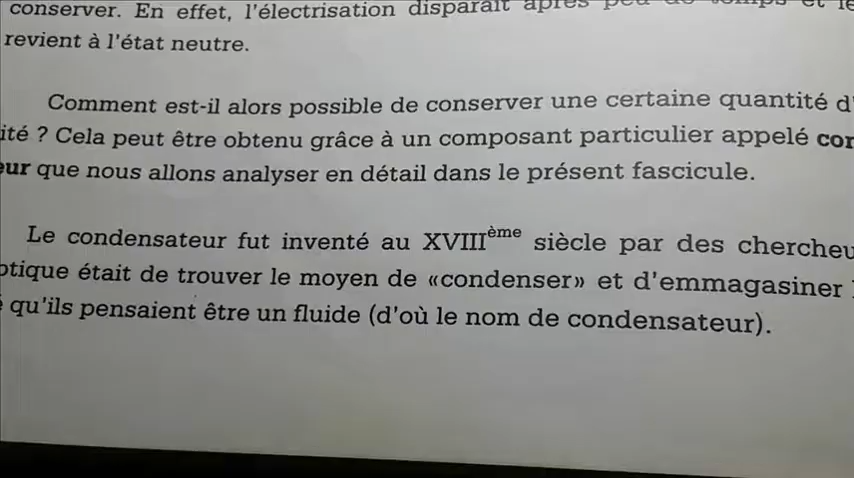 conserver. En effet, l'électrisation disparaît après peu de temps et le
revient à l'état neutre.
Comment est-il alors possible de conserver une certaine quantité d'
ité ? Cela peut être obtenu grâce à un composant particulier appelé con
eur que nous allons analyser en détail dans le présent fascicule.
Le condensateur fut inventé au XVIIIème siècle par des chercheu
ptique était de trouver le moyen de «condenser» et d'emmagasiner
qu'ils pensaient être un fluide (d'où le nom de condensateur).